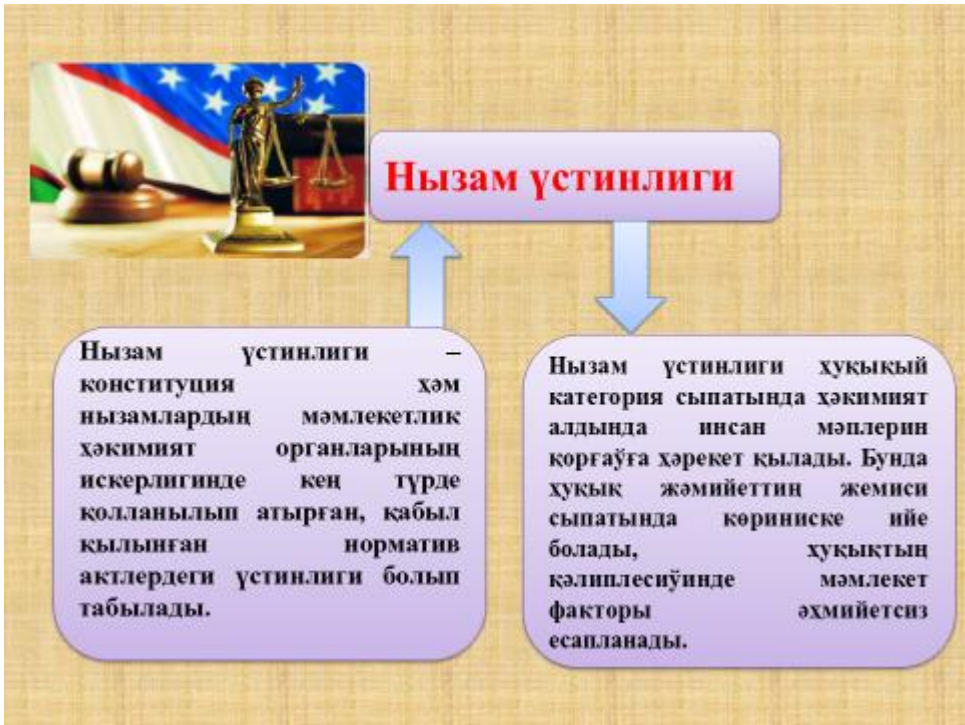 Нызам үстинлиги
Нызам үстинлиги –
конституция ҳәм
нызамлардың мәмлекетлик
ҳәкимият органларының
искерлигинде кең түрде
қолланылып атырған, қабыл
қылынған норматив
актлердеги үстинлиги болып
табылады.
Нызам үстинлиги ҳуқықый
категория сыпатында ҳәкимият
алдында инсан мәплерин
қорғаўға ҳәрекет қылады. Бунда
ҳуқық жәмийеттиң жемиси
сыпатында көриниске ийе
болады, ҳуқықтың
қәлиплесиўинде мәмлекет
факторы әҳмийетсиз
есапланады.